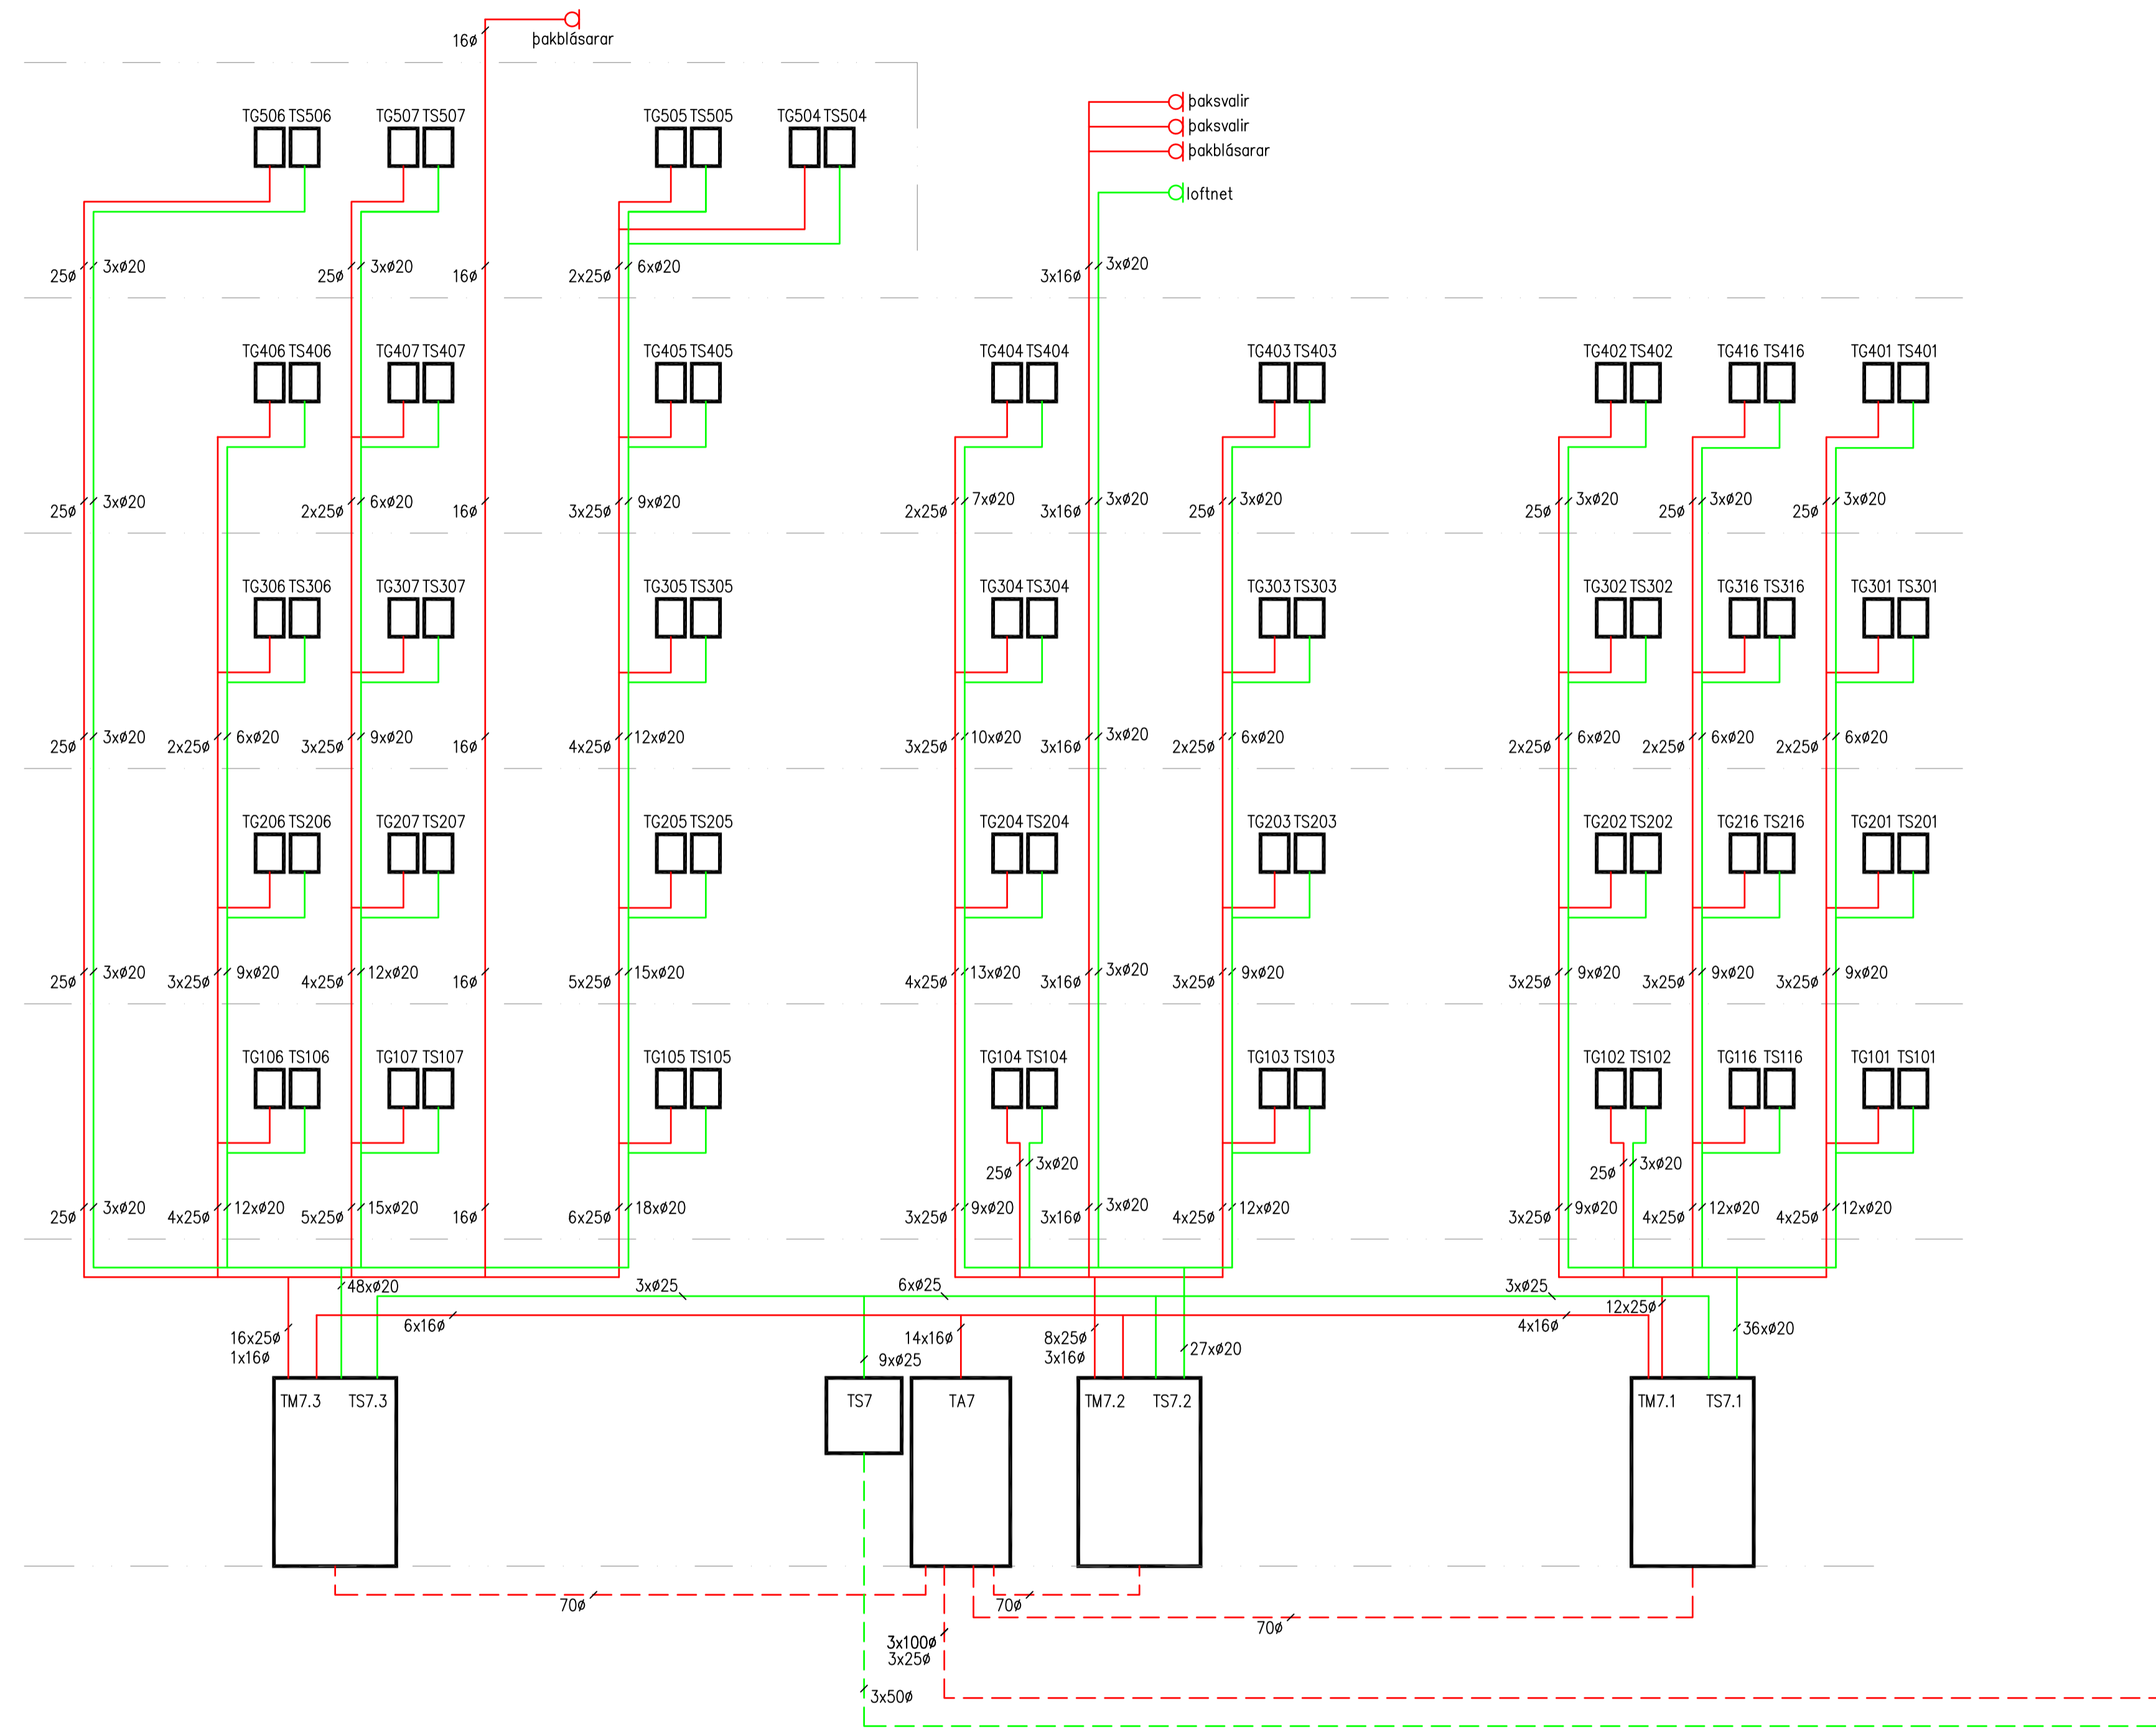 16ø
þakblásarar
þaksvalir
þaksvalir
þakblásarar
loftnet
TG506 TS506 TG507 TS507 TG505 TS505 TG504 TS504
25ø 3xø20 25ø 3xø20 16ø 2x25ø 6xø20 3x16ø 3xø20
TG406 TS406 TG407 TS407 TG405 TS405 TG404 TS404 TG403 TS403 TG402 TS402 TG416 TS416 TG401 TS401
25ø 3xø20 2x25ø 6xø20 16ø 3x25ø 9xø20 2x25ø 7xø20 3x16ø 3xø20 25ø 3xø20 25ø 3xø20 25ø 3xø20 25ø 3xø20
TG306 TS306 TG307 TS307 TG305 TS305 TG304 TS304 TG303 TS303 TG302 TS302 TG316 TS316 TG301 TS301
25ø 3xø20 2x25ø 6xø20 3x25ø 9xø20 16ø 4x25ø 12xø20 3x25ø 10xø20 3x16ø 3xø20 2x25ø 6xø20 2x25ø 6xø20 2x25ø 6xø20 2x25ø 6xø20
TG206 TS206 TG207 TS207 TG205 TS205 TG204 TS204 TG203 TS203 TG202 TS202 TG216 TS216 TG201 TS201
25ø 3xø20 3x25ø 9xø20 4x25ø 12xø20 16ø 5x25ø 15xø20 4x25ø 13xø20 3x16ø 3xø20 3x25ø 9xø20 3x25ø 9xø20 3x25ø 9xø20 3x25ø 9xø20
TG106 TS106 TG107 TS107 TG105 TS105 TG104 TS104 TG103 TS103 TG102 TS102 TG116 TS116 TG101 TS101
25ø 3xø20 25ø 3xø20
25ø 3xø20 4x25ø 12xø20 5x25ø 15xø20 16ø 6x25ø 18xø20 3x25ø 9xø20 3x16ø 3xø20 4x25ø 12xø20 3x25ø 9xø20 4x25ø 12xø20 4x25ø 12xø20
48xø20 3xø25 6xø25 3xø25
12x25ø
6x16ø 4x16ø
16x25ø 14x16ø 8x25ø 36xø20
1x16ø 9xø25 3x16ø 27xø20
TM7.3 TS7.3 TS7 TA7 TM7.2 TS7.2 TM7.1 TS7.1
70ø 70ø
70ø
3x100ø
3x25ø
3x50ø